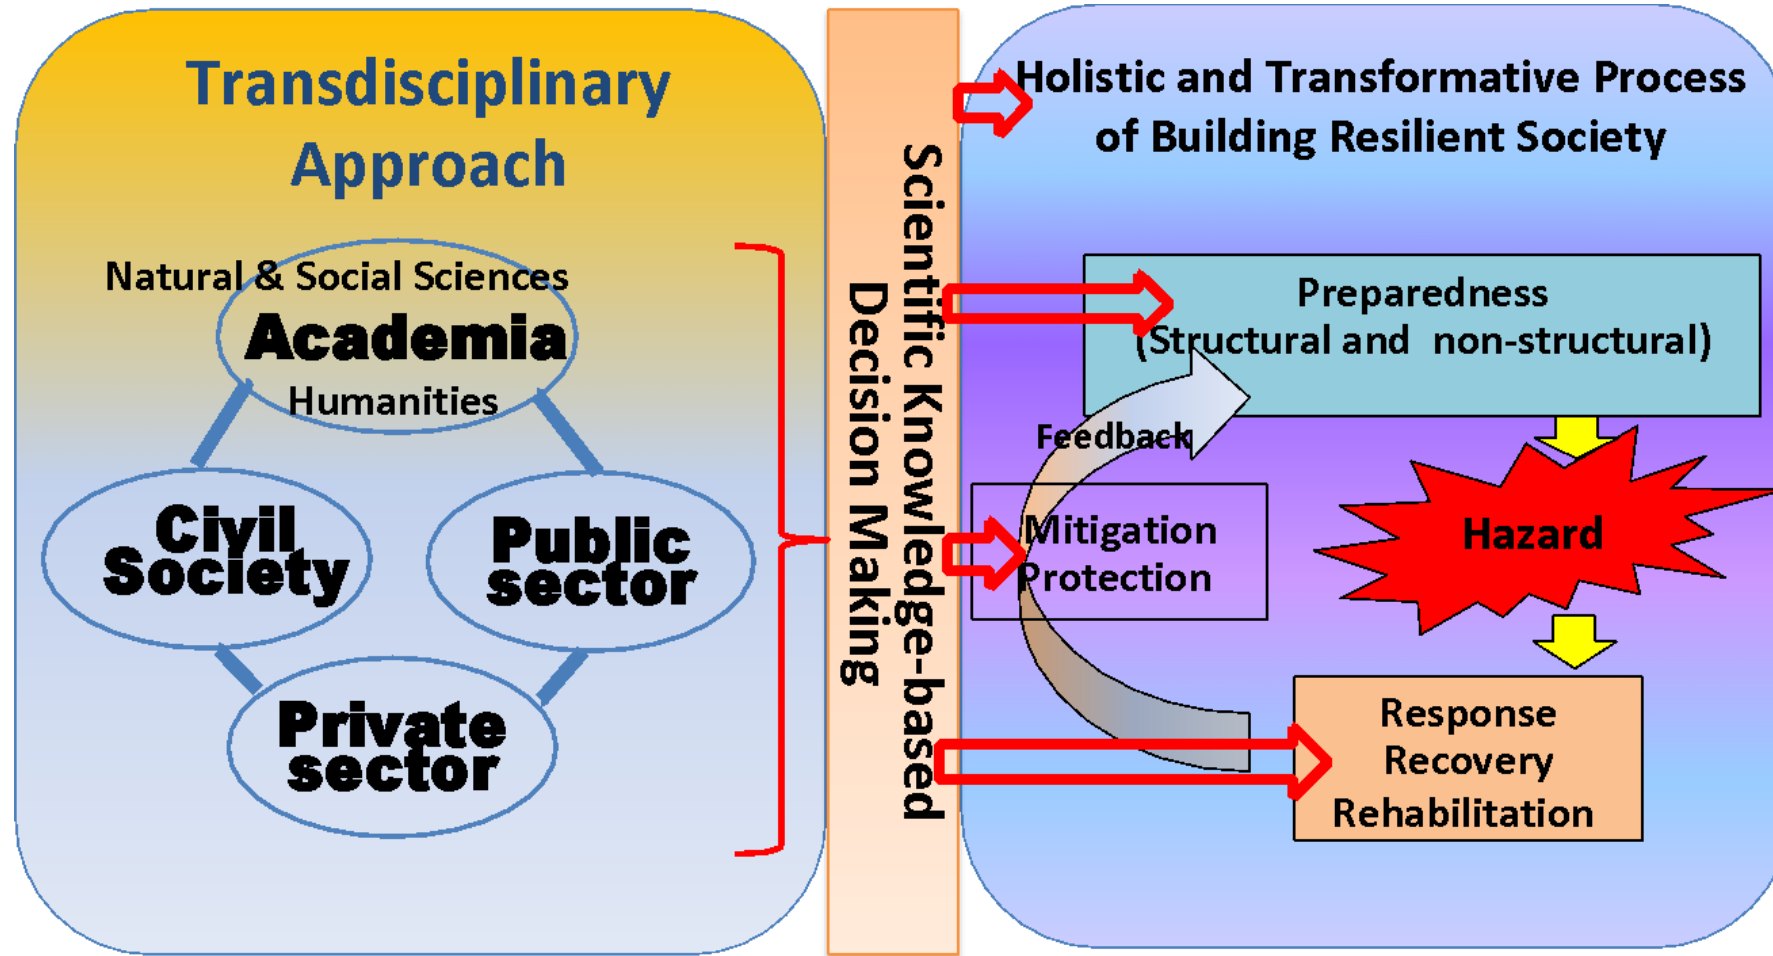 Transdisciplinary
Approach
Natural & Social Sciences
Academia
Humanities
Civil
Society
Public
sector
Private
sector
Scientific Knowledge-based
Decision Making
Holistic and Transformative Process
of Building Resilient Society
Preparedness
(Structural and non-structural)
Feedback
Mitigation
Protection
Hazard
Response
Recovery
Rehabilitation